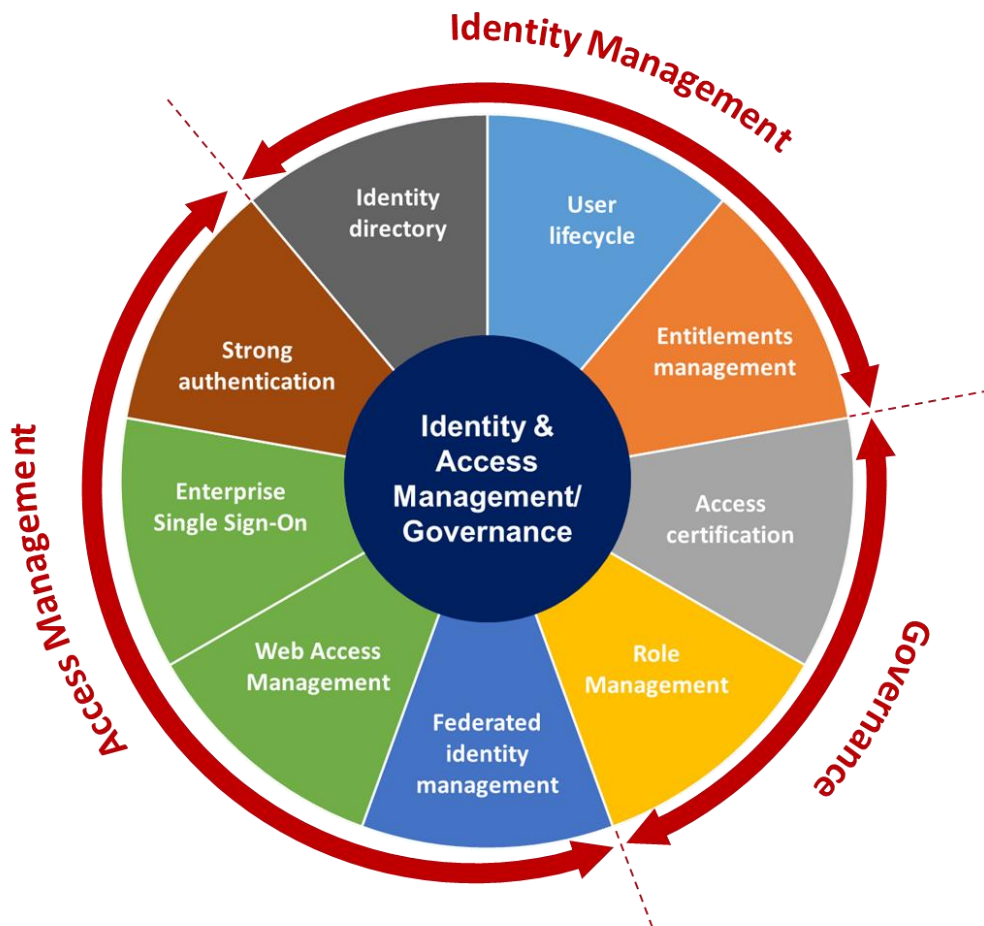 Identity Management
Identity
directory
User
lifecycle
Entitlements
management
Strong
authentication
Identity &
Access
Management/
Governance
Enterprise
Single Sign-On
Access
certification
Access Management
Governance
Web Access
Management
Role
Management
Federated
identity
management